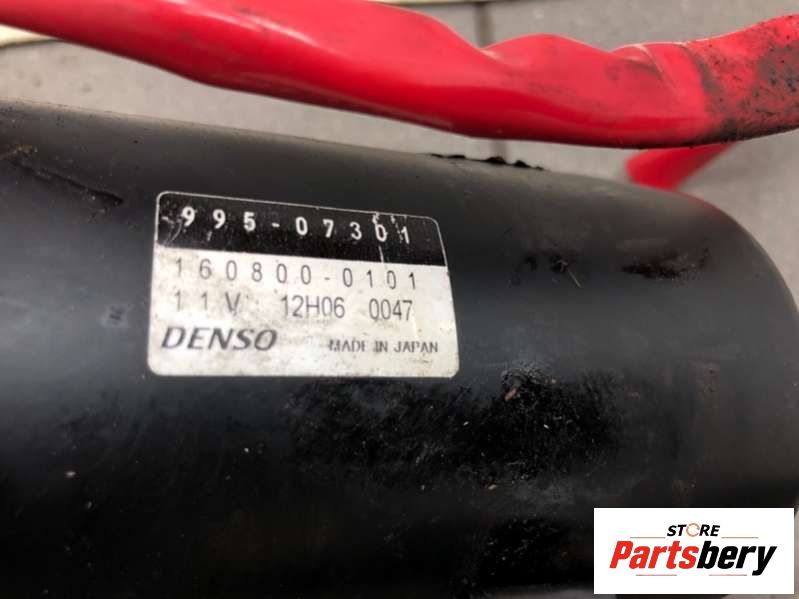 995-07301
160800-0101
11V 12H06 0047
DENSO MADE IN JAPAN
STORE
Partsbery